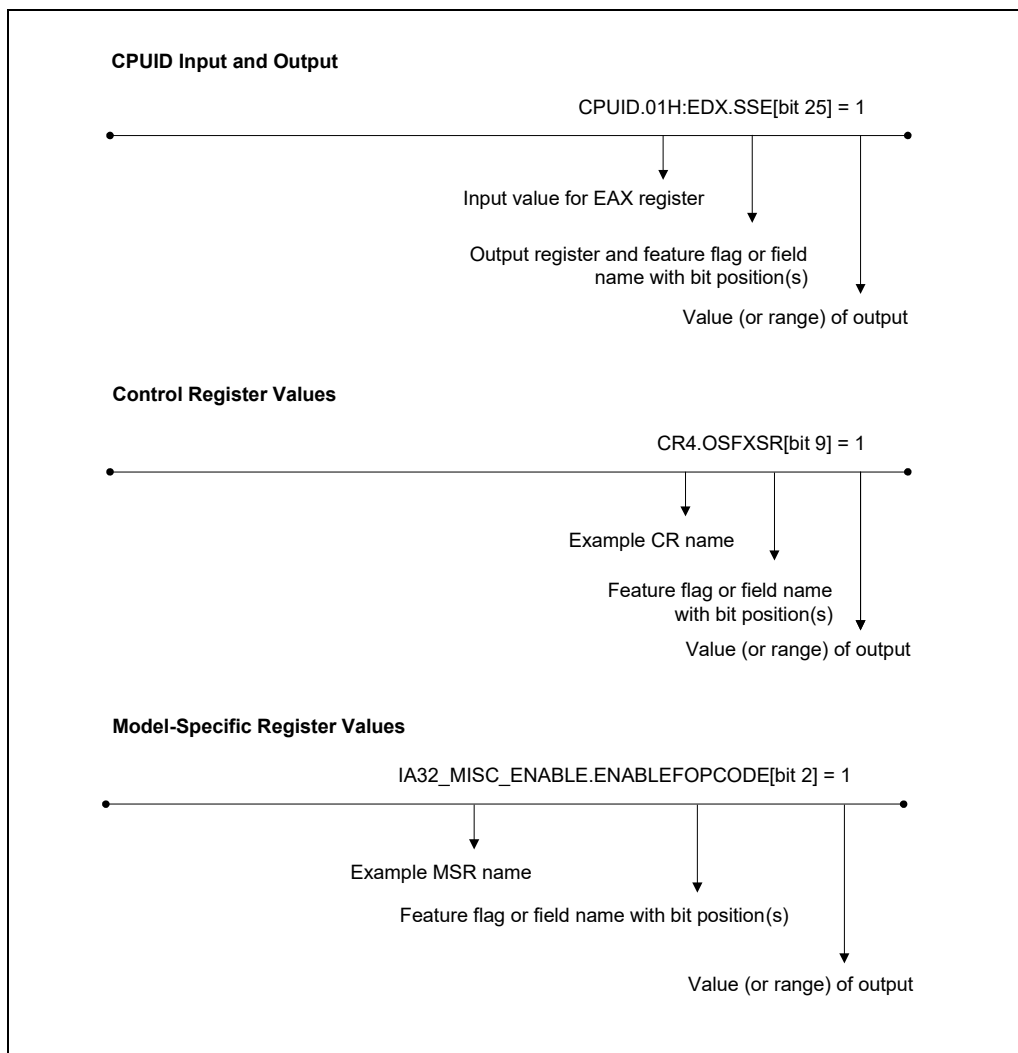 CPUID Input and Output
CPUID.01H:EDX.SSE[bit 25] = 1
Input value for EAX register
Output register and feature flag or field
name with bit position(s)
Value (or range) of output
Control Register Values
CR4.OSFXSR[bit 9] = 1
Example CR name
Feature flag or field name
with bit position(s)
Value (or range) of output
Model-Specific Register Values
IA32_MISC_ENABLE.ENABLEFOPCODE[bit 2] = 1
Example MSR name
Feature flag or field name with bit position(s)
Value (or range) of output